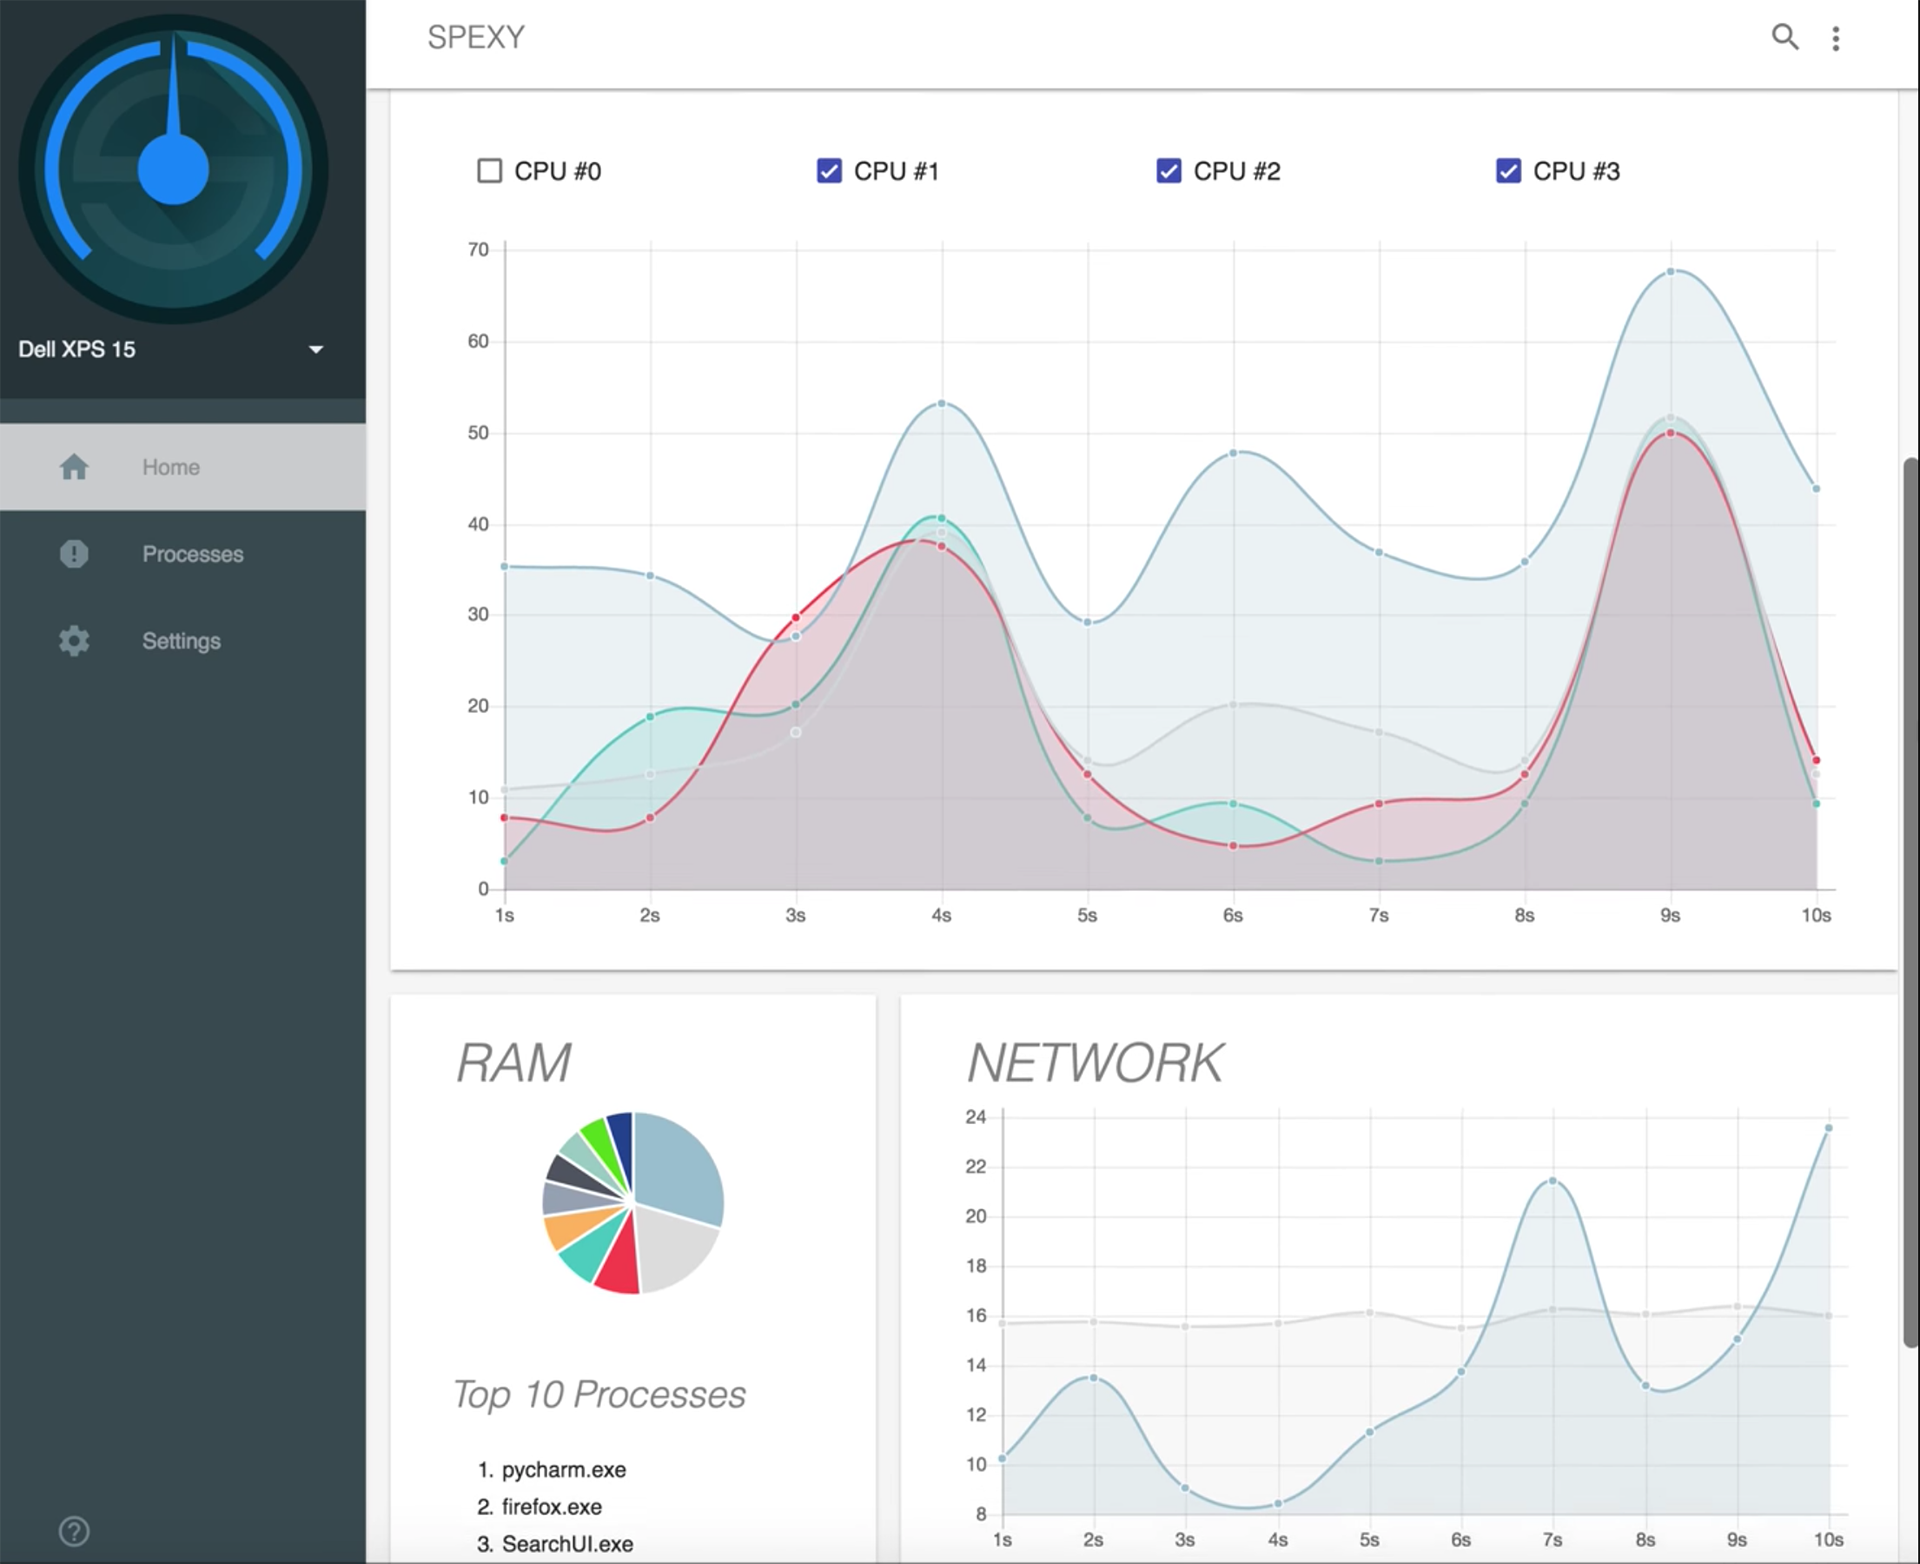 SPEXY
Dell XPS 15
Home
Processes
Settings
CPU #0 CPU #1 CPU #2 CPU #3
70
60
50
40
30
20
10
0
1s 2s 3s 4s 5s 6s 7s 8s 9s 10s
RAM
Top 10 Processes
1. pycharm.exe
2. firefox.exe
3. SearchUI.exe
NETWORK
24
22
20
18
16
14
12
10
8
1s 2s 3s 4s 5s 6s 7s 8s 9s 10s